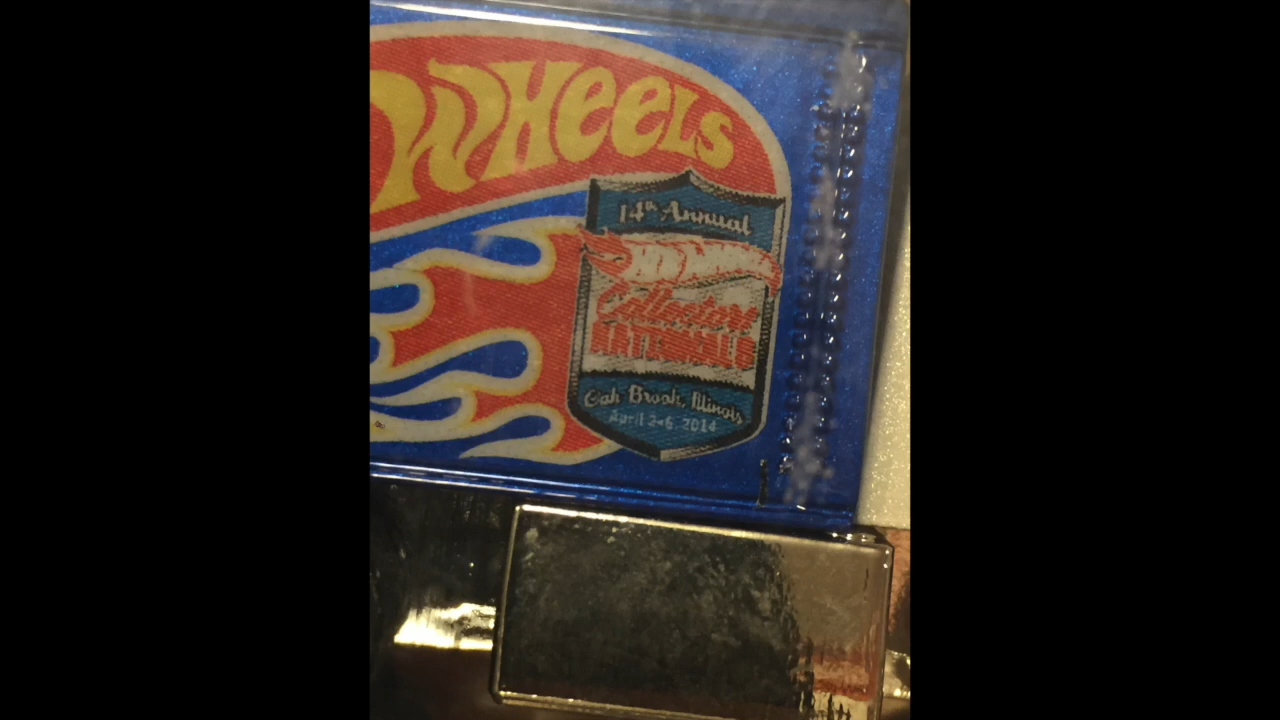 WHeeLS
14th Annual
Collectors
NATIONALS
Oak Brook, Illinois
April 2-6, 2014